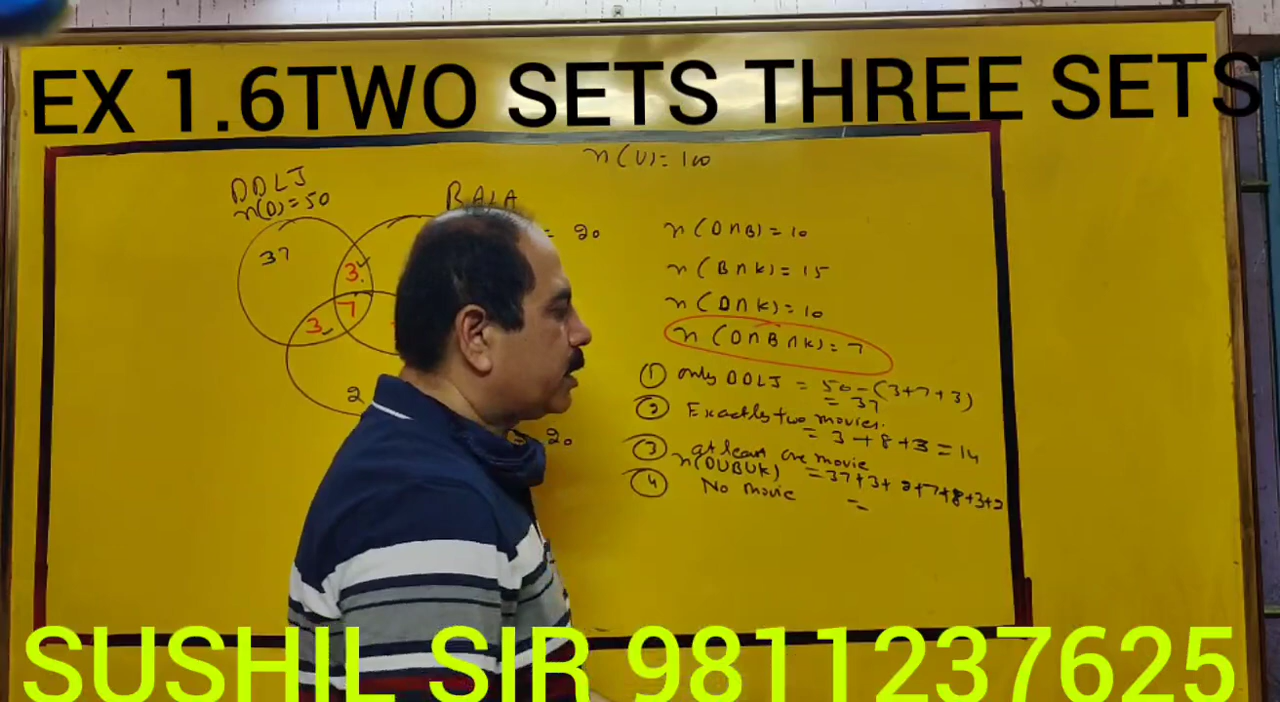 EX 1.6TWO SETS THREE SETS
n(U)= 100
DDLJ
n(D)=50
BALA
= 20
37
3
7
3
2
20
n(D∩B)=10
n(B∩K)=15
n(D∩K)=10
n(D∩B∩K)=7
① only DDLJ = 50-(3+7+3)
= 37
② Exactly two movies.
= 3+8+3=14
③ at least one movie
n(DUBUK) =37+3+2+7+8+3+2
=
④ No movie
SUSHIL SIR 9811237625